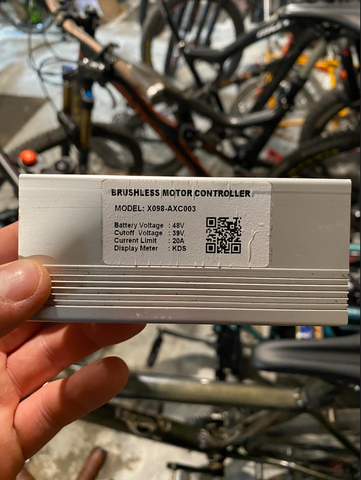 BRUSHLESS MOTOR CONTROLLER
MODEL: X098-AXC003
Battery Voltage : 48V
Cutoff Voltage : 39V
Current Limit : 20A
Display Meter : KDS